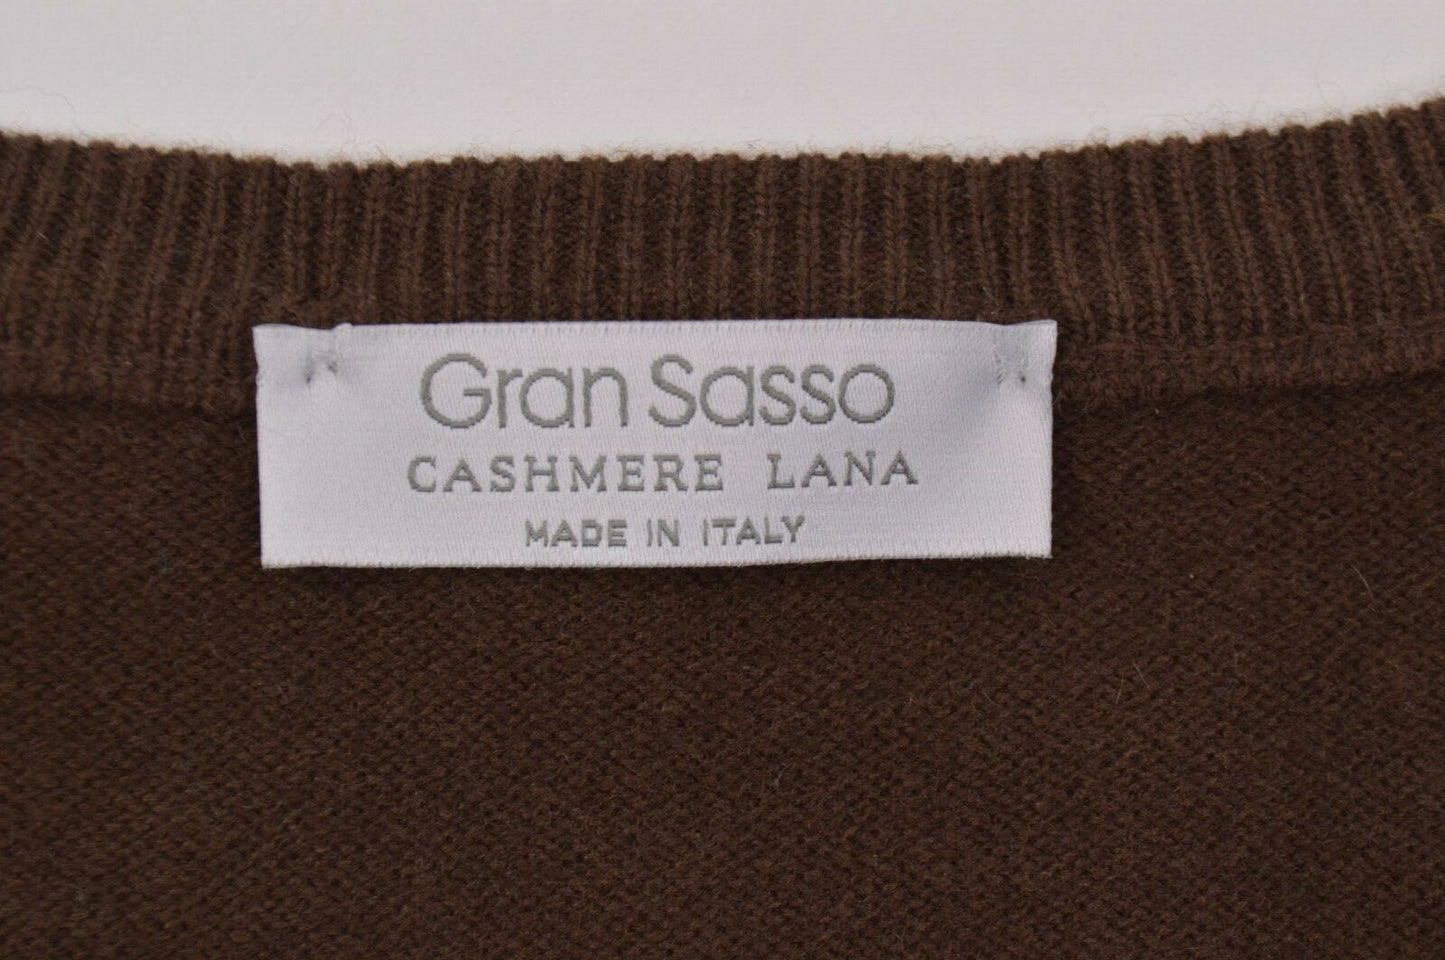 Gran Sasso
CASHMERE LANA
MADE IN ITALY